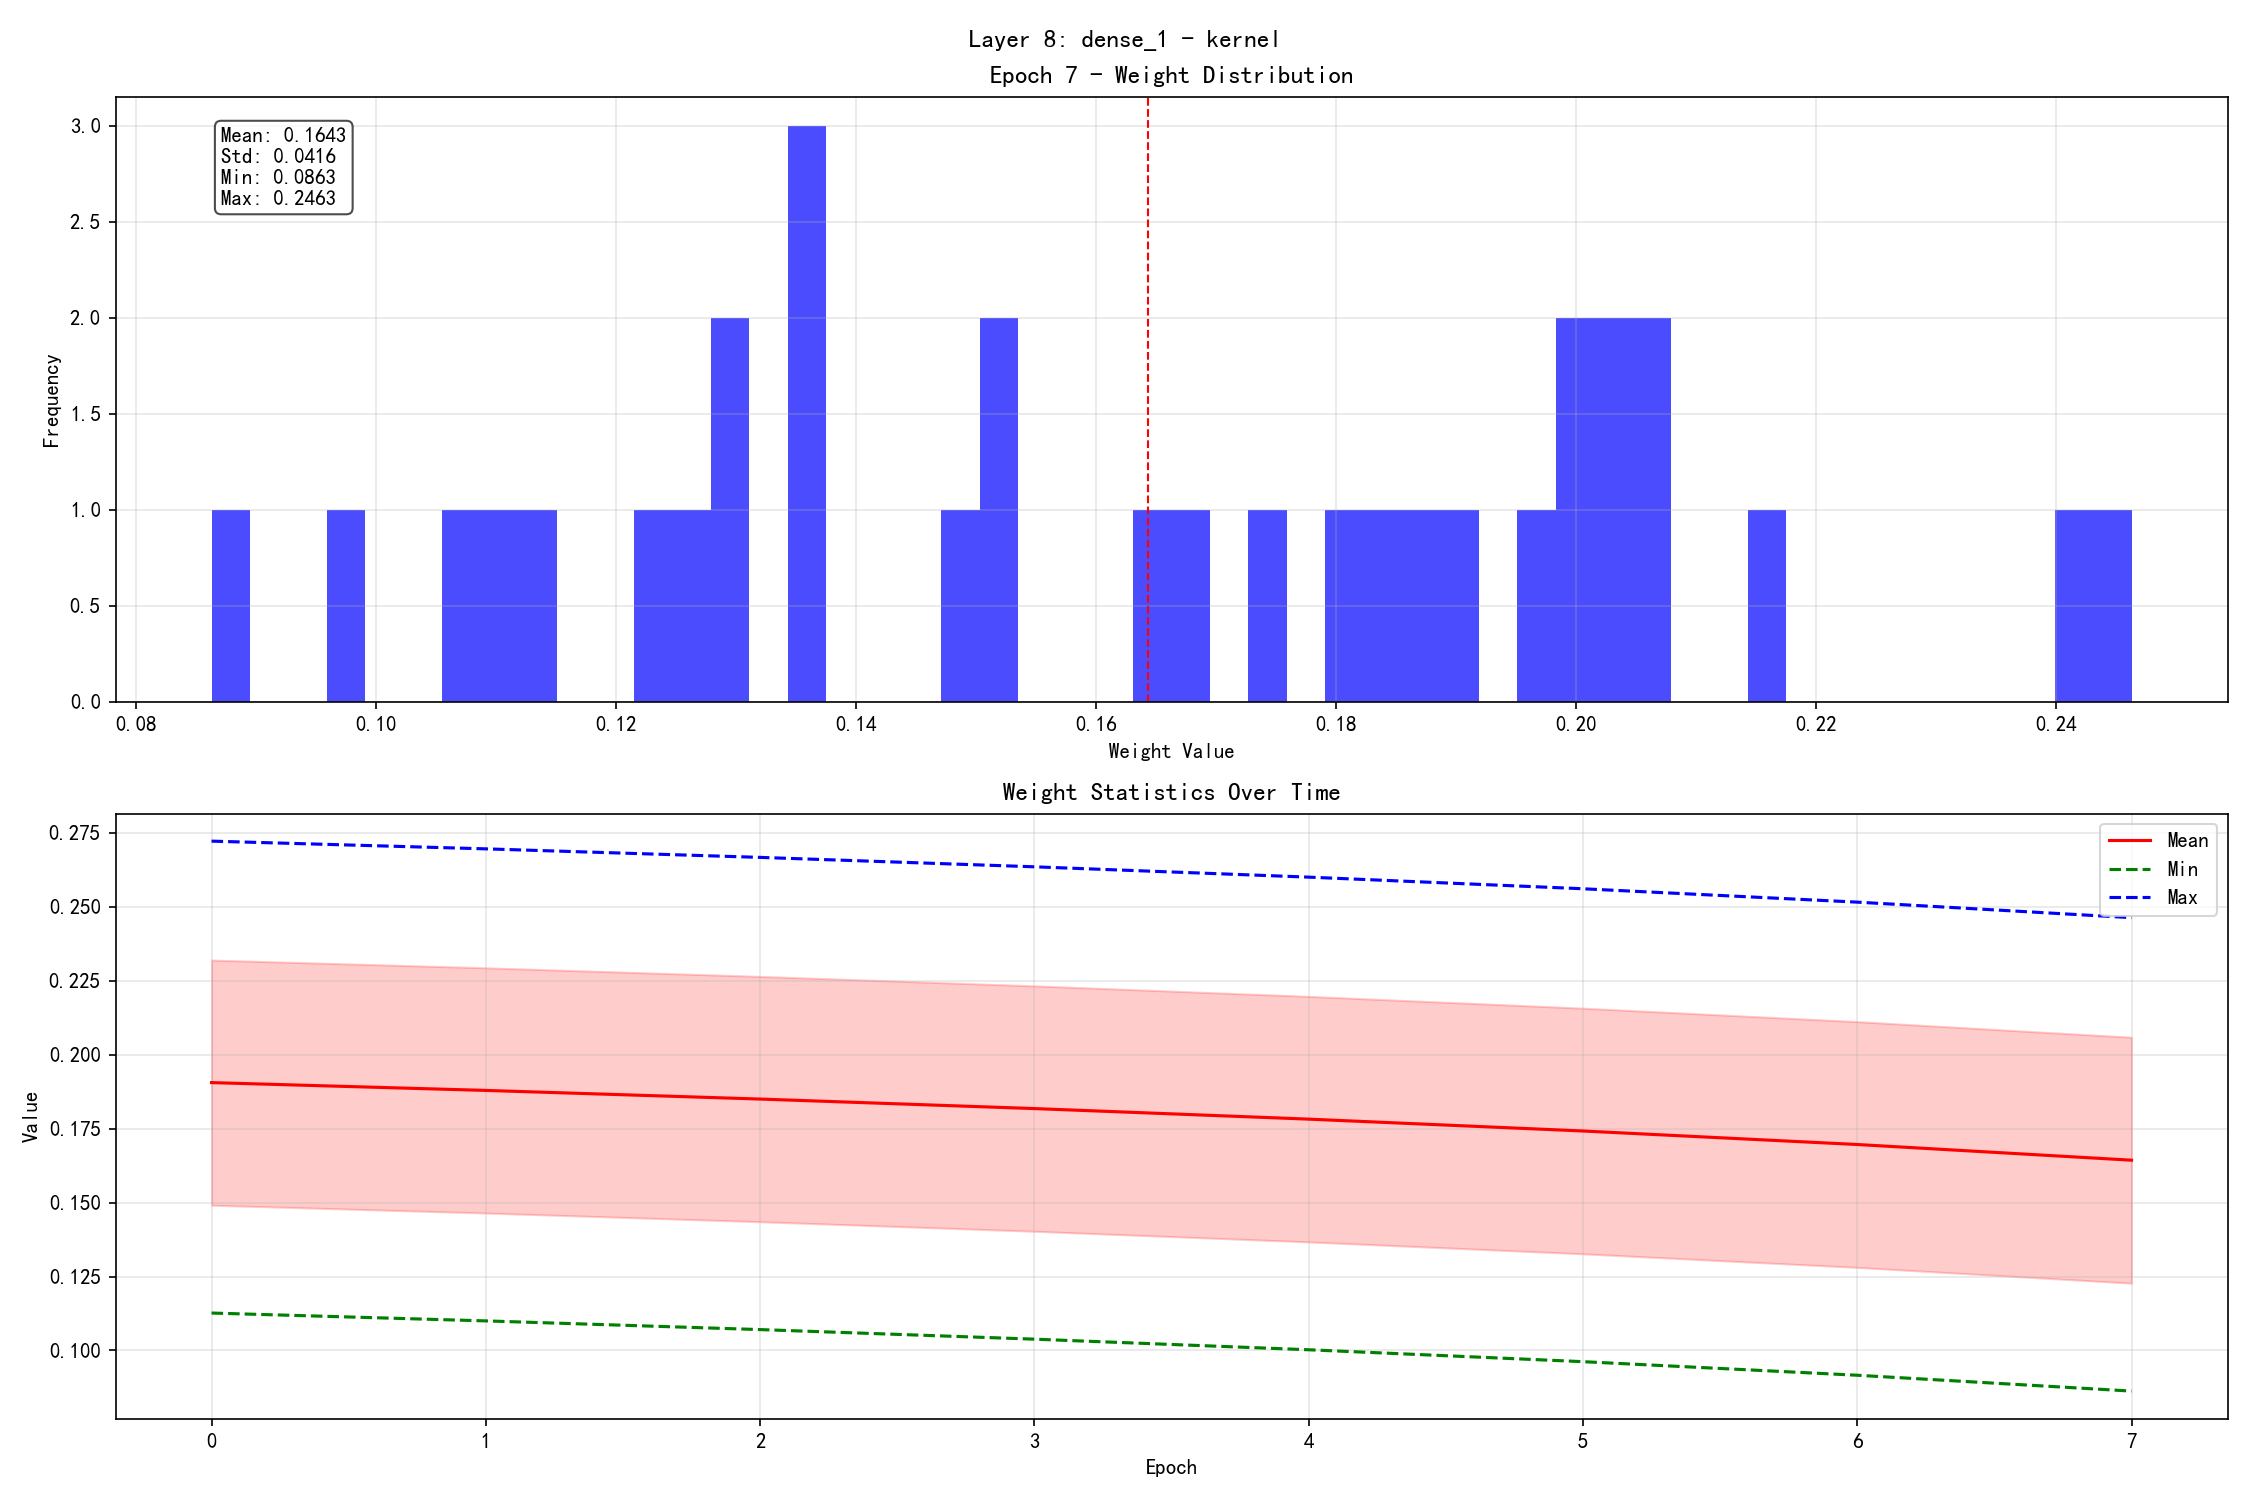 Layer 8: dense_1 - kernel
Epoch 7 - Weight Distribution
Mean: 0.1643
Std: 0.0416
Min: 0.0863
Max: 0.2463
Frequency
3.0
2.5
2.0
1.5
1.0
0.5
0.0
0.08 0.10 0.12 0.14 0.16 0.18 0.20 0.22 0.24
Weight Value
Weight Statistics Over Time
Mean
Min
Max
Value
0.275
0.250
0.225
0.200
0.175
0.150
0.125
0.100
0 1 2 3 4 5 6 7
Epoch